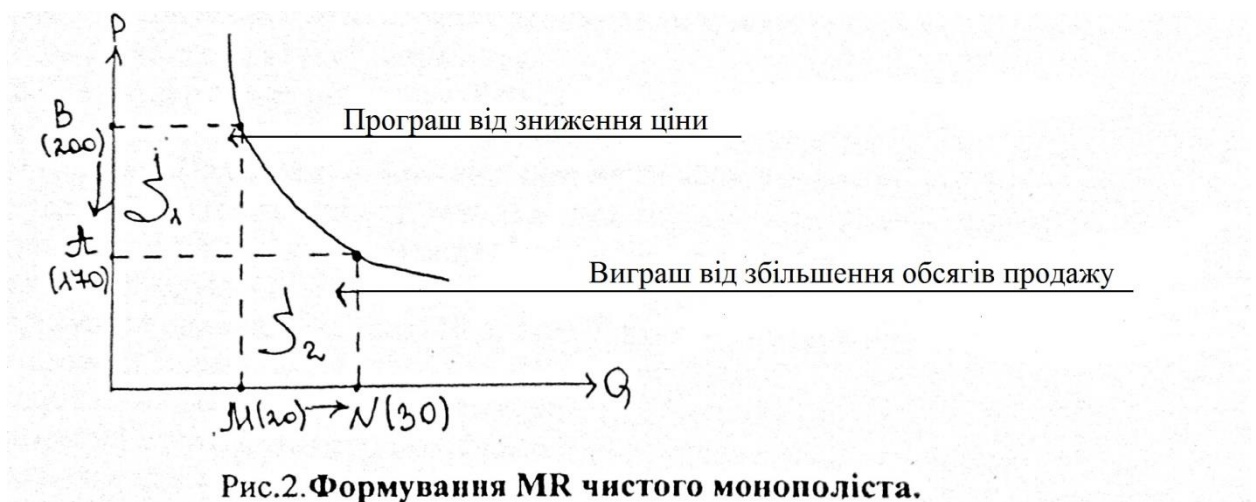 P
B
(200)
Програш від зниження ціни
S₁
A
(170)
Виграш від збільшення обсягів продажу
S₂
Q
M(20)→N(30)
Рис.2.Формування MR чистого монополіста.